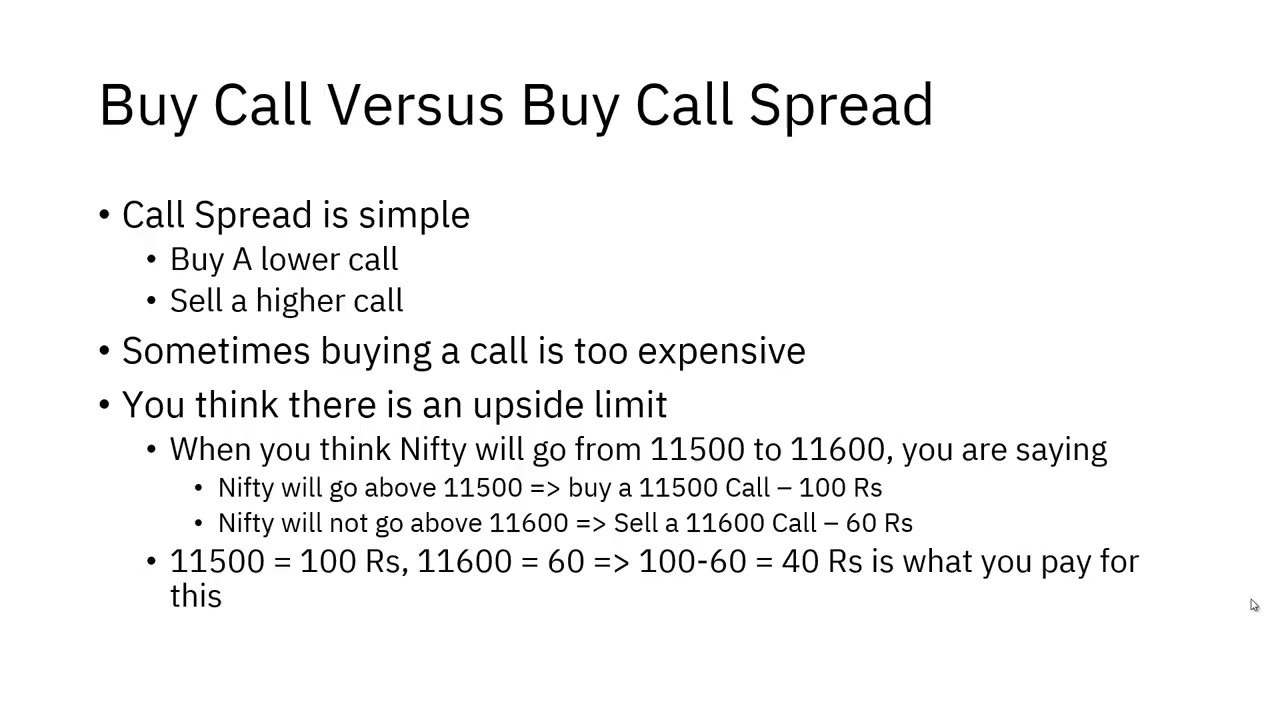 Buy Call Versus Buy Call Spread
• Call Spread is simple
• Buy A lower call
• Sell a higher call
• Sometimes buying a call is too expensive
• You think there is an upside limit
• When you think Nifty will go from 11500 to 11600, you are saying
• Nifty will go above 11500 => buy a 11500 Call – 100 Rs
• Nifty will not go above 11600 => Sell a 11600 Call – 60 Rs
• 11500 = 100 Rs, 11600 = 60 => 100-60 = 40 Rs is what you pay for
this